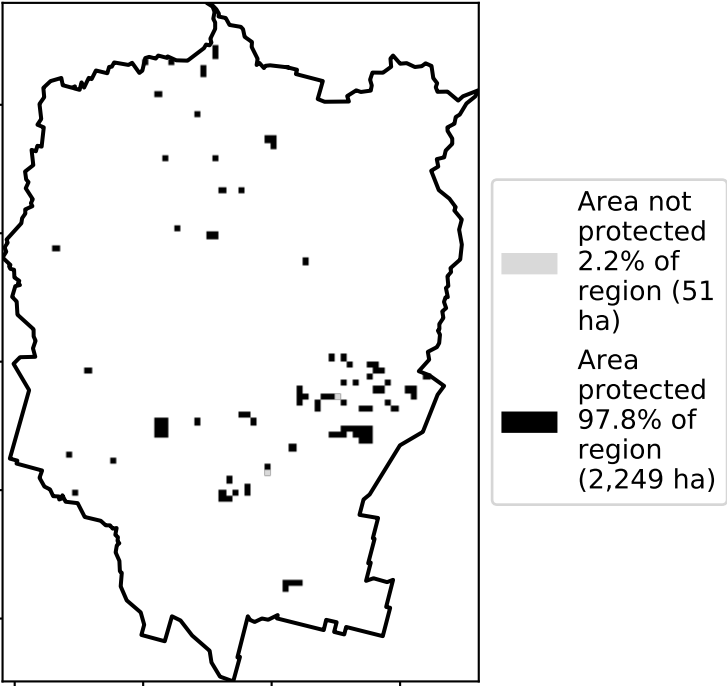 Area not
protected
2.2% of
region (51
ha)
Area
protected
97.8% of
region
(2,249 ha)